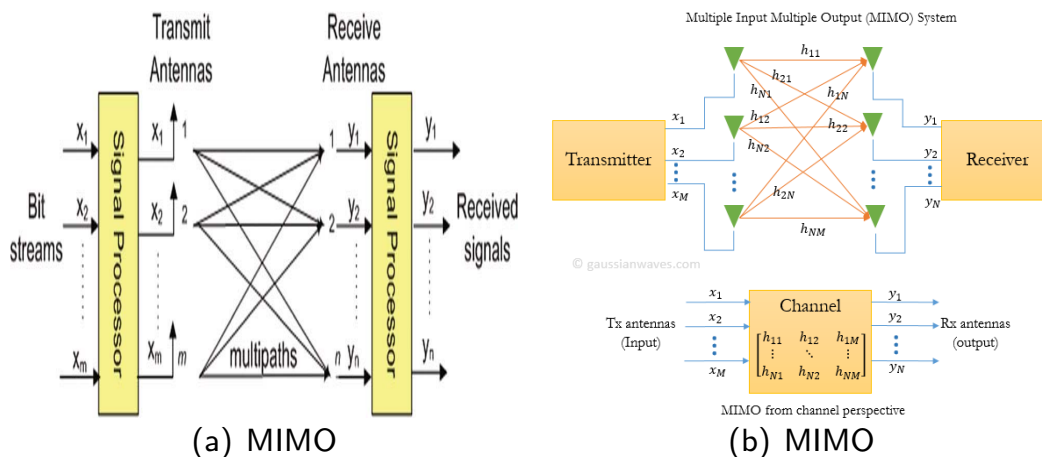 Transmit
Antennas
Receive
Antennas
Bit
streams
x1
x2
xm
Signal Processor
x1
1
x2
2
xm
m
multipaths
1
y1
2
y2
n
yn
Signal Processor
y1
y2
yn
Received
signals
(a) MIMO
Multiple Input Multiple Output (MIMO) System
Transmitter
x1
x2
xM
h11
h21
hN1
h1N
h12
h22
hN2
h2N
hNM
y1
y2
yN
Receiver
© gaussianwaves.com
Tx antennas
(Input)
x1
x2
xM
Channel
h11 h12 h1M
⋮ ⋱ ⋮
hN1 hN2 hNM
y1
y2
yN
Rx antennas
(output)
MIMO from channel perspective
(b) MIMO